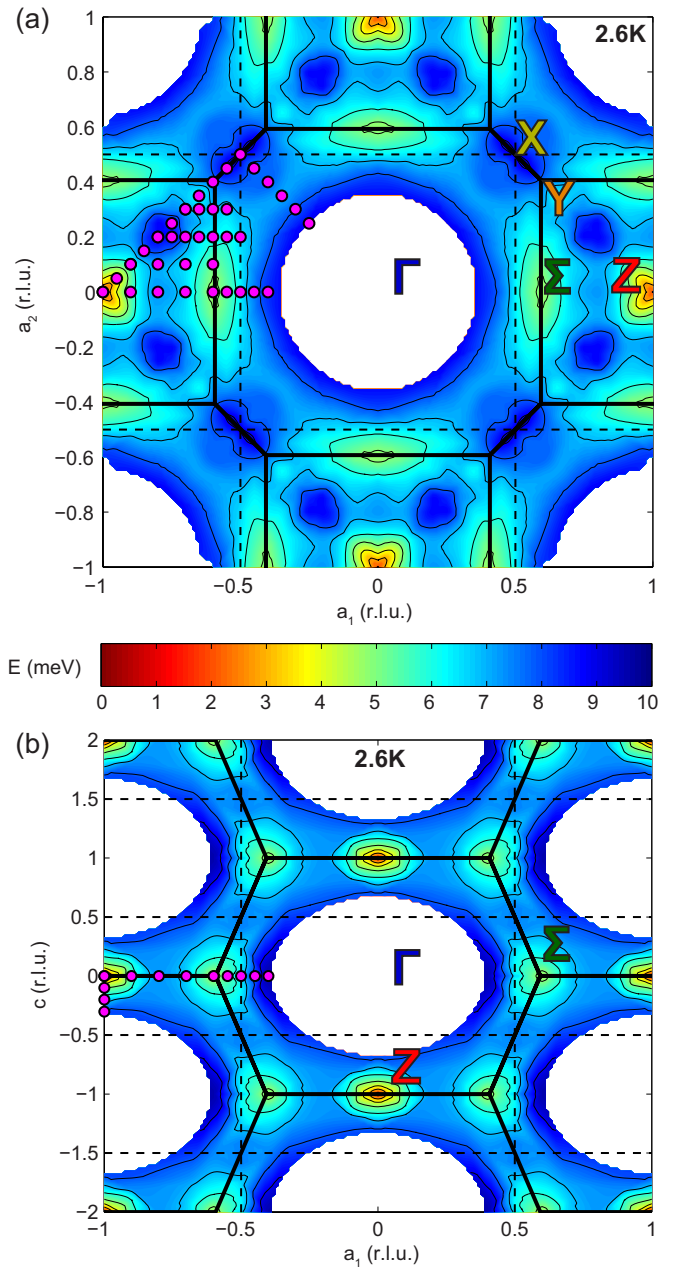 (a)
2.6K
1
0.8
0.6
0.4
0.2
0
−0.2
−0.4
−0.6
−0.8
−1
a2 (r.l.u.)
X
Y
Γ
Σ
Z
−1
−0.5
0
0.5
1
a1 (r.l.u.)
E (meV)
0 1 2 3 4 5 6 7 8 9 10
(b)
2.6K
2
1.5
1
0.5
0
−0.5
−1
−1.5
−2
c (r.l.u.)
Γ
Σ
Z
−1
−0.5
0
0.5
1
a1 (r.l.u.)